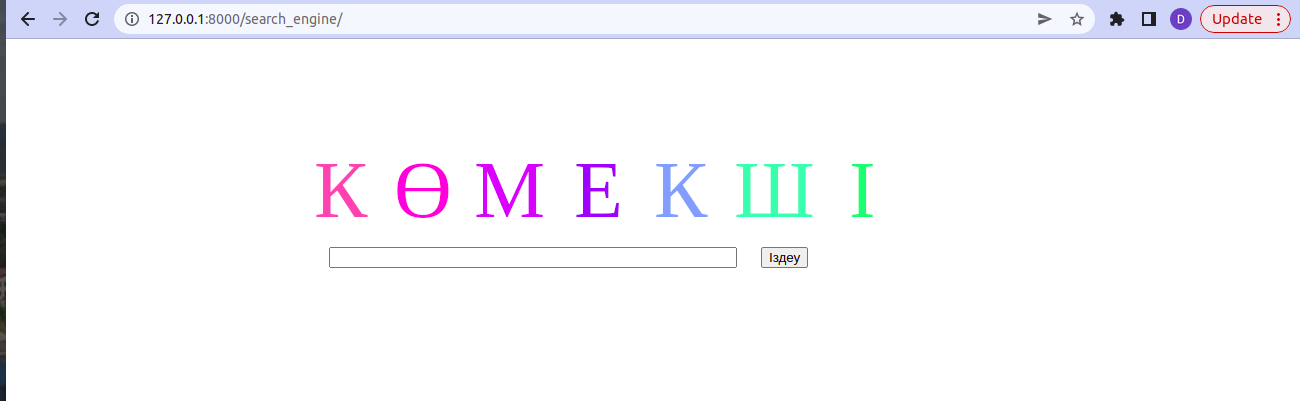 127.0.0.1:8000/search_engine/
D
Update
К Ө М Е К Ш І
Іздеу